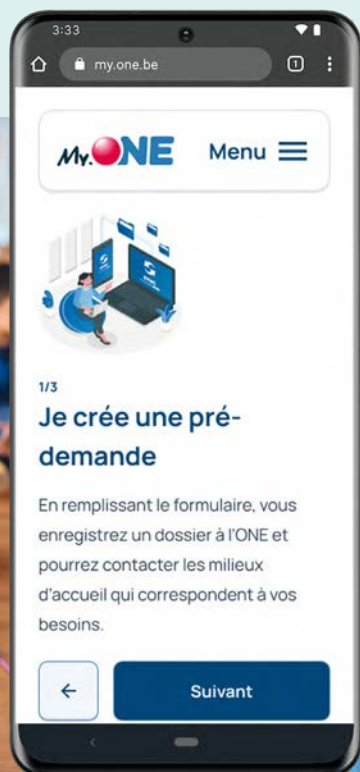 3:33
my.one.be
1
My.ONE
Menu
1/3
Je crée une pré-
demande
En remplissant le formulaire, vous
enregistrez un dossier à l'ONE et
pourrez contacter les milieux
d'accueil qui correspondent à vos
besoins.
Suivant